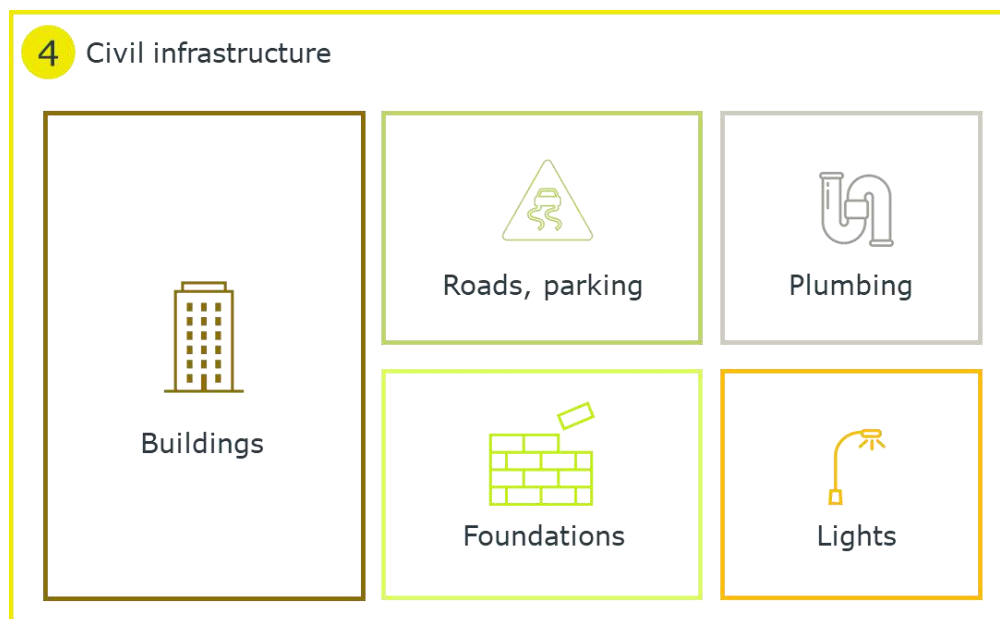 4 Civil infrastructure
Buildings
Roads, parking
Plumbing
Foundations
Lights